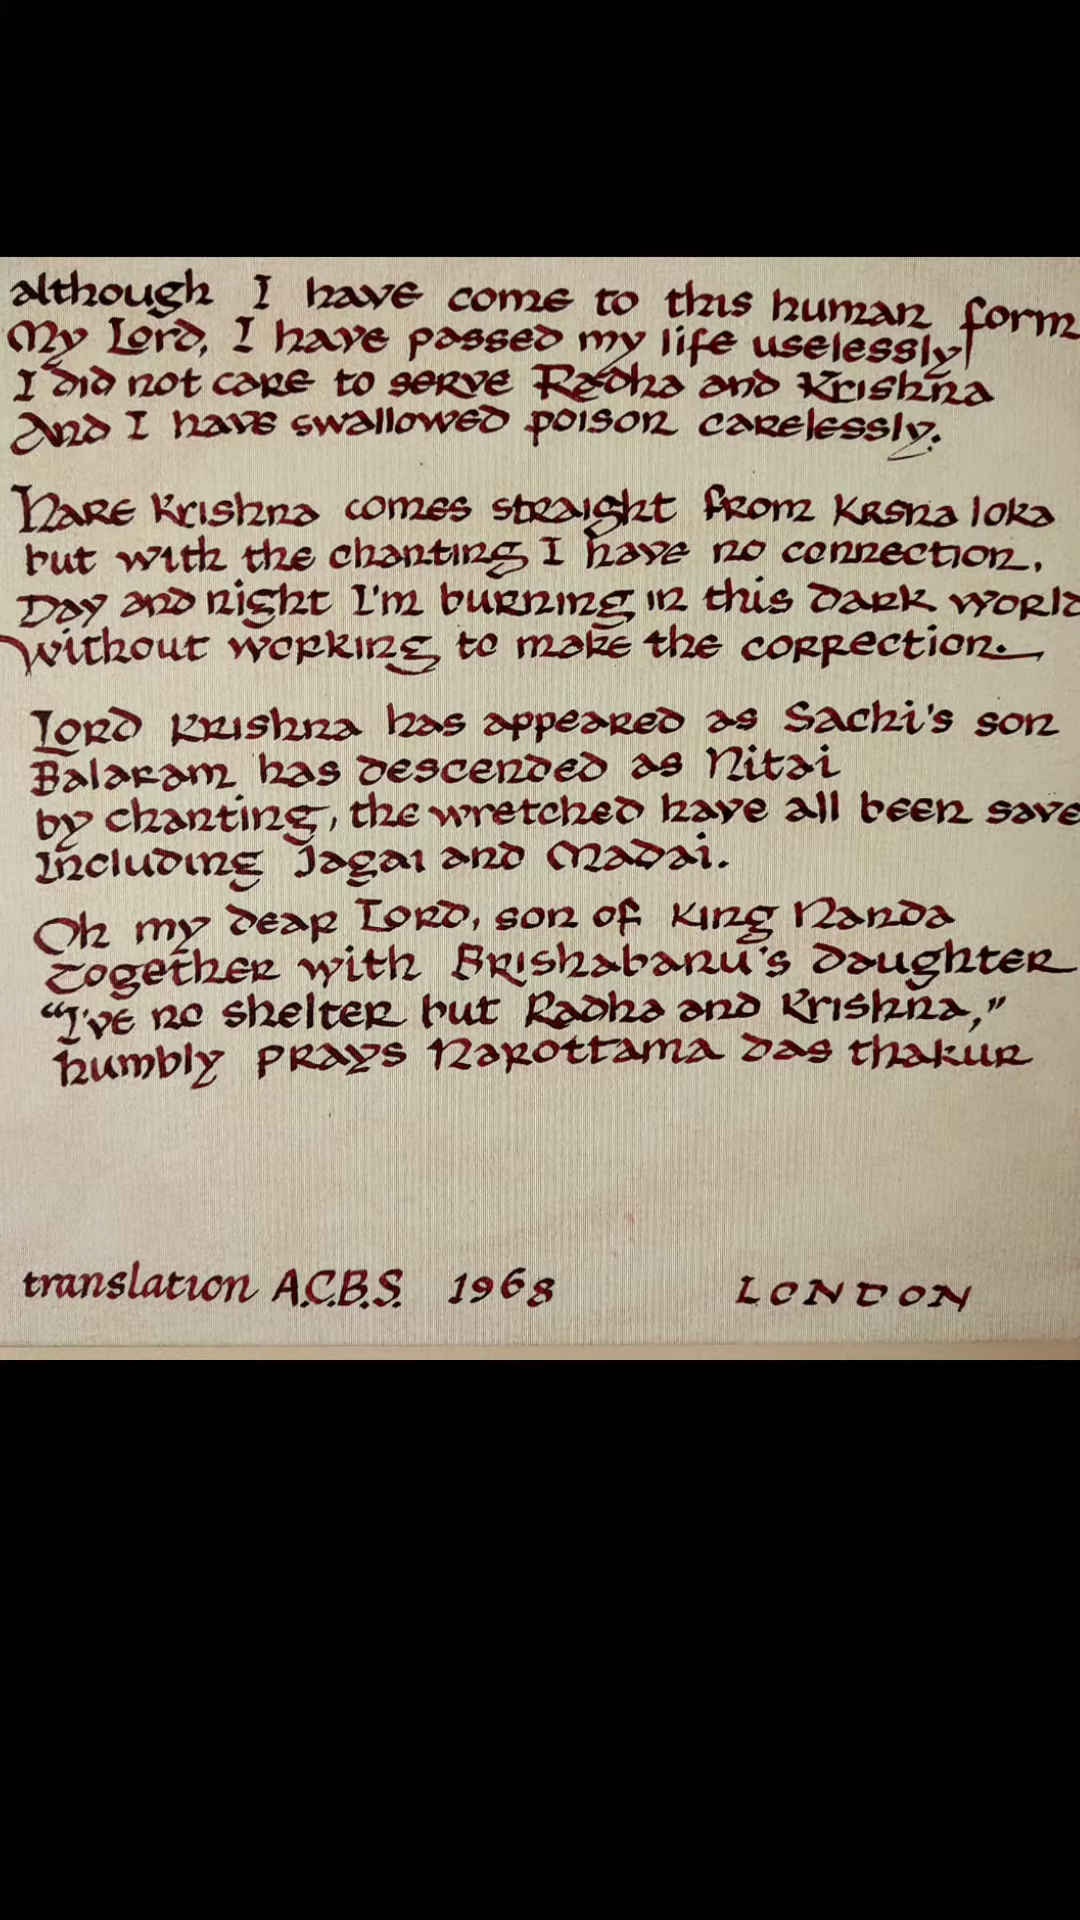 although I have come to this human form
My Lord, I have passed my life uselessly
I did not care to serve Radha and Krishna
And I have swallowed poison carelessly.
Hare Krishna comes straight from Krsna loka
but with the chanting I have no connection.
Day and night I'm burning in this dark world
Without working to make the correction.
Lord Krishna has appeared as Sachi's son
Balaram has descended as Nitai
by chanting, the wretched have all been save
Including Jagai and Madai.
Oh my dear Lord, son of King Nanda
Together with Brishabanu's daughter
"I've no shelter but Radha and Krishna,"
humbly prays Narottama das thakur
translation A.C.B.S. 1968 LONDON